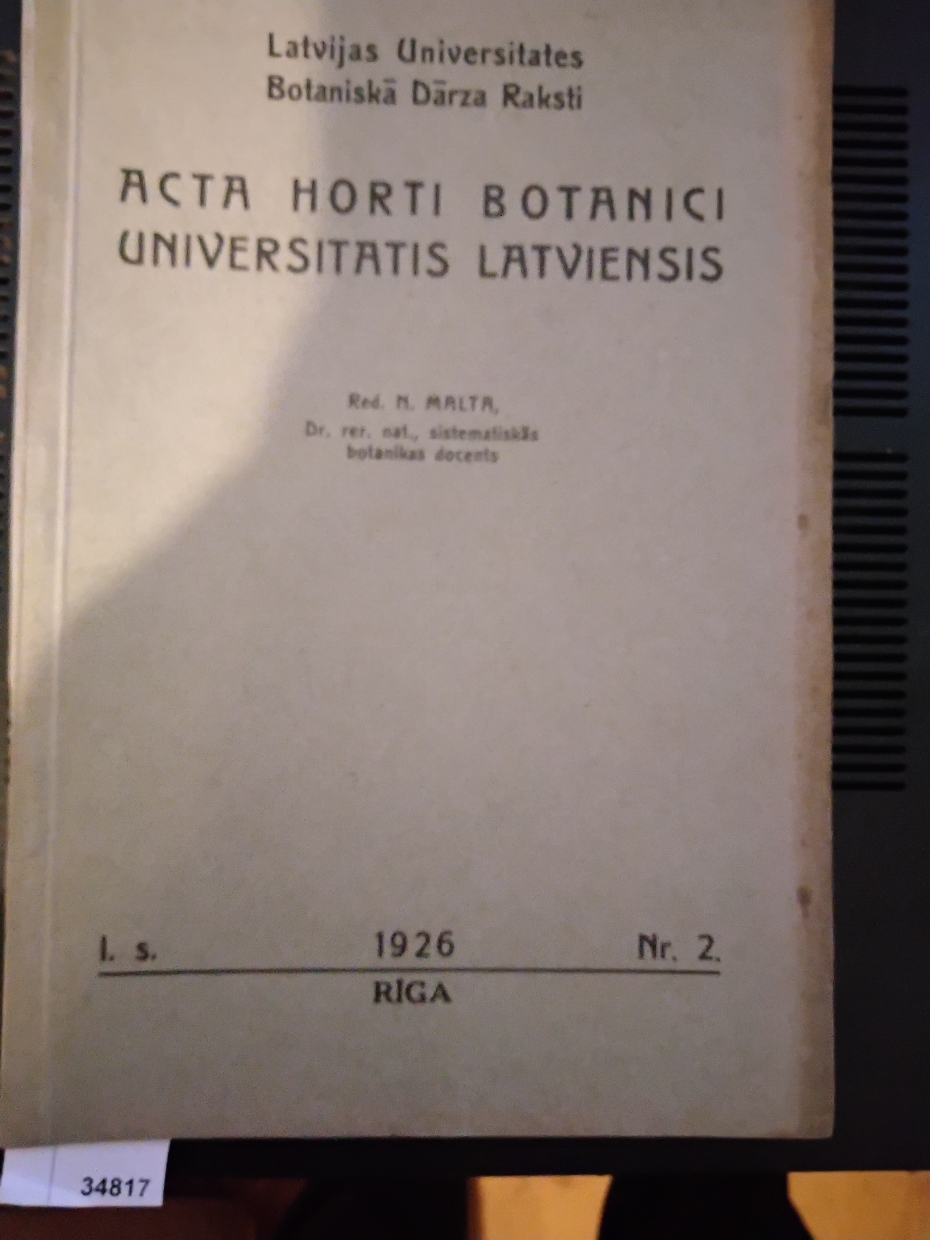 Latvijas Universitates
Botaniskā Dārza Raksti
ACTA HORTI BOTANICI
UNIVERSITATIS LATVIENSIS
Red. N. MALTA,
Dr. rer. nat., sistematiskās
botanikas docents
I. s. 1926 Nr. 2.
RĪGA
34817